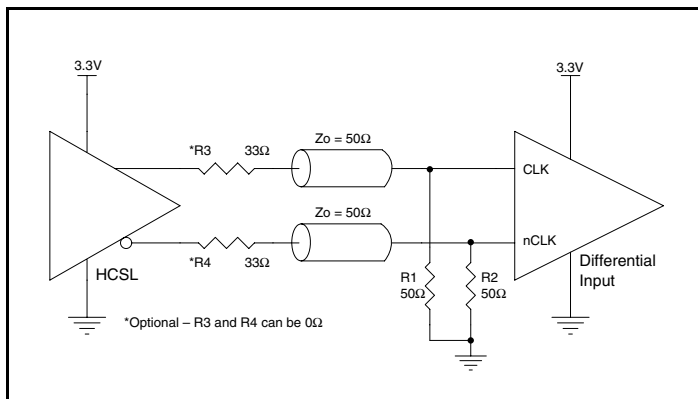 3.3V
3.3V
*R3 33Ω
Zo = 50Ω
CLK
Zo = 50Ω
nCLK
HCSL
*R4 33Ω
R1
50Ω
R2
50Ω
Differential
Input
*Optional – R3 and R4 can be 0Ω